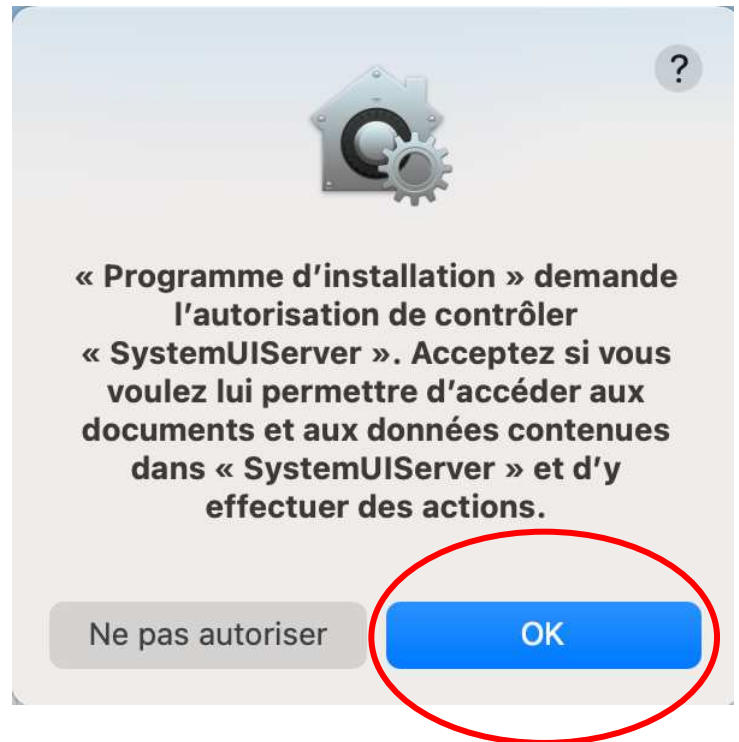 ?
« Programme d’installation » demande
l’autorisation de contrôler
« SystemUIServer ». Acceptez si vous
voulez lui permettre d’accéder aux
documents et aux données contenues
dans « SystemUIServer » et d’y
effectuer des actions.
Ne pas autoriser OK